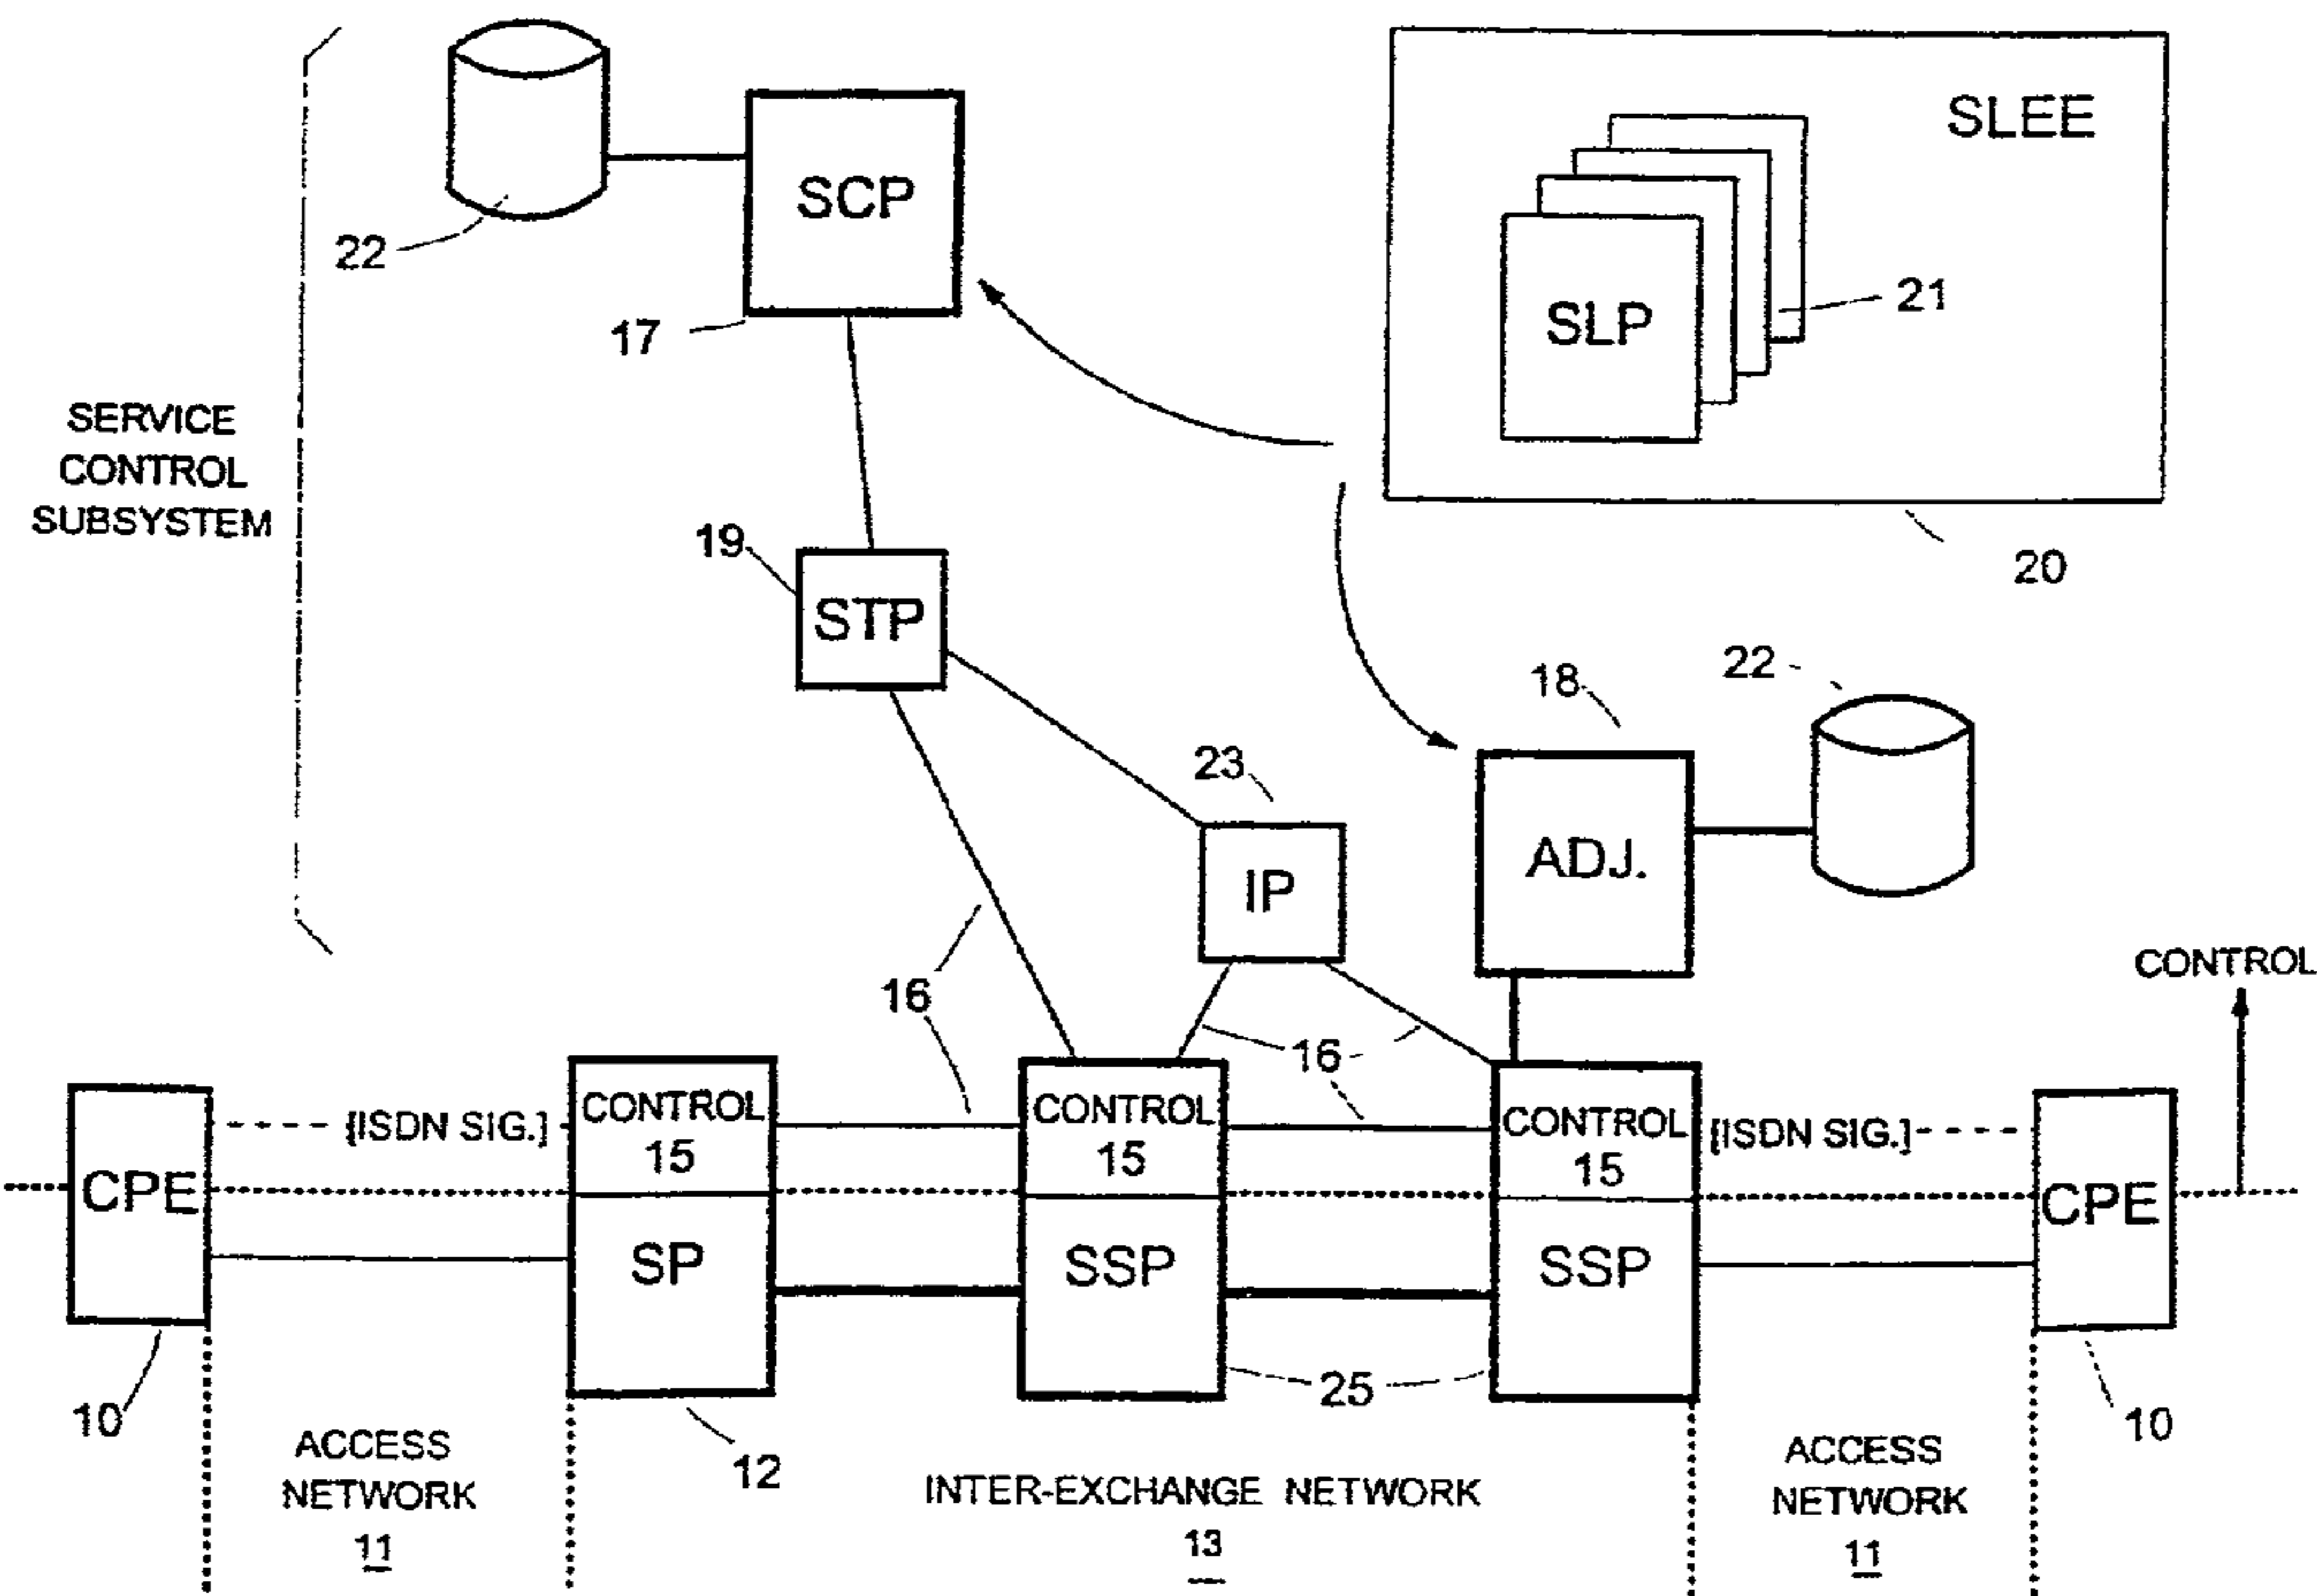 SLEE
SCP
22
21
17
SLP
SERVICE
CONTROL
SUBSYSTEM
19
20
STP
22
18
23
ADJ.
IP
CONTROL
16
16
[ISDN SIG.]
CONTROL
15
CONTROL
15
CONTROL
15
[ISDN SIG.]
CPE
CPE
SP
SSP
SSP
25
10
10
12
ACCESS
NETWORK
11
INTER-EXCHANGE NETWORK
13
ACCESS
NETWORK
11